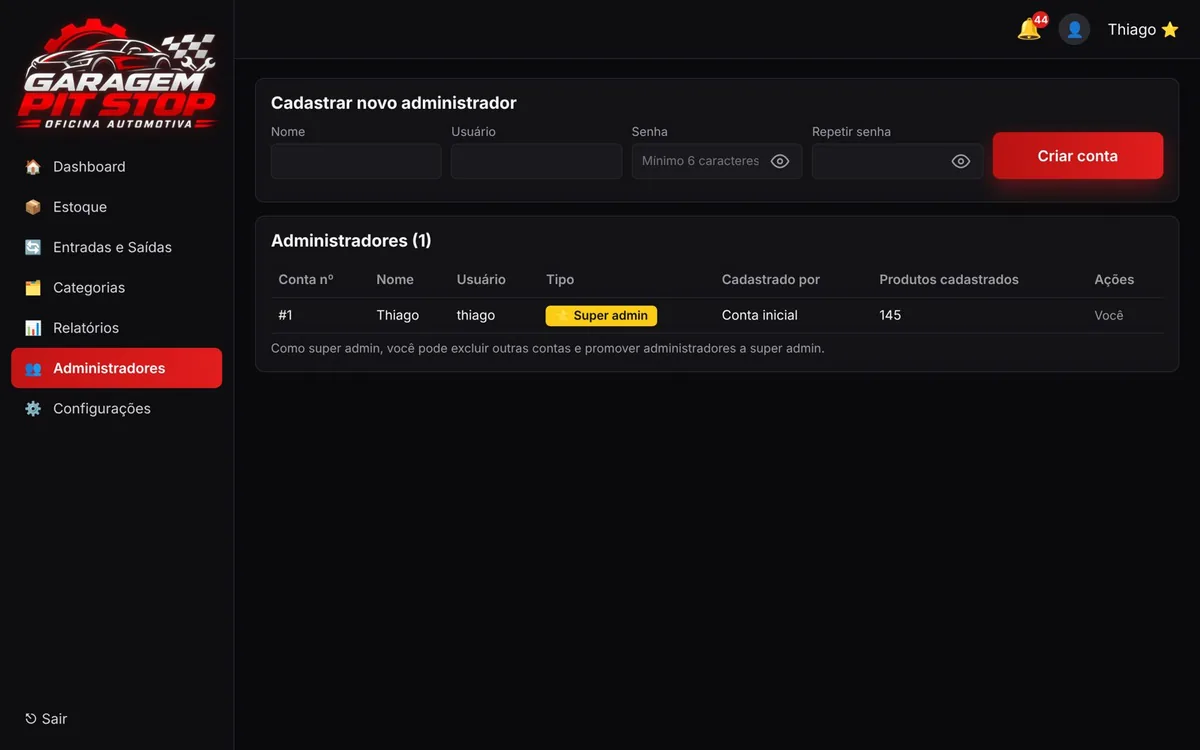 GARAGEM
PIT STOP
OFICINA AUTOMOTIVA
44
Thiago
Dashboard
Estoque
Entradas e Saídas
Categorias
Relatórios
Administradores
Configurações
Sair
Cadastrar novo administrador
Nome Usuário Senha Repetir senha
Mínimo 6 caracteres
Criar conta
Administradores (1)
Conta nº Nome Usuário Tipo Cadastrado por Produtos cadastrados Ações
#1 Thiago thiago Super admin Conta inicial 145 Você
Como super admin, você pode excluir outras contas e promover administradores a super admin.